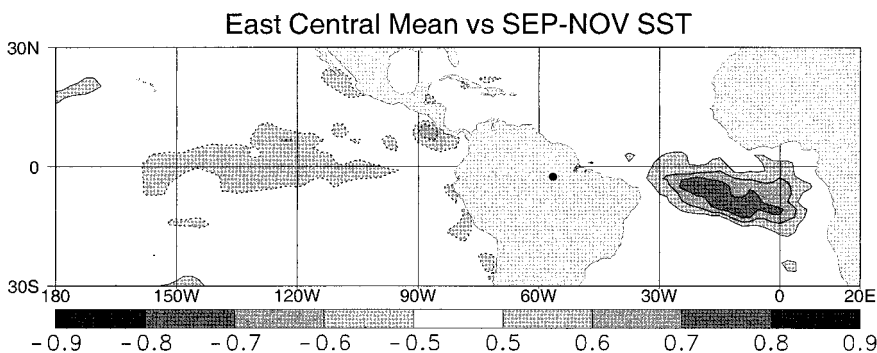 East Central Mean vs SEP-NOV SST
30N
0
30S
180 150W 120W 90W 60W 30W 0 20E
-0.9 -0.8 -0.7 -0.6 -0.5 0.5 0.6 0.7 0.8 0.9